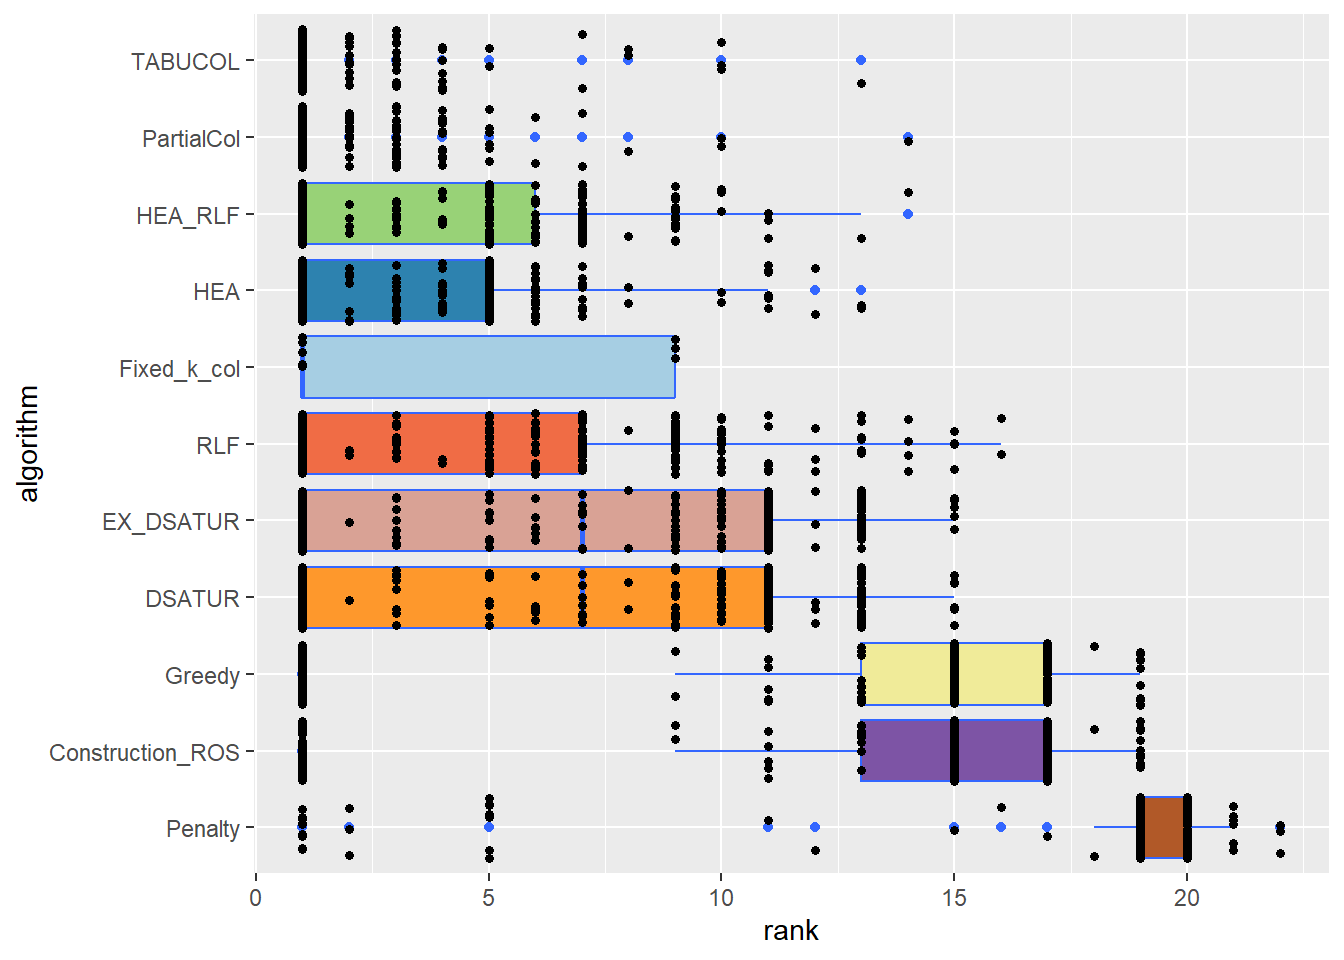 TABUCOL
PartialCol
HEA_RLF
HEA
Fixed_k_col
RLF
EX_DSATUR
DSATUR
Greedy
Construction_ROS
Penalty
algorithm
0 5 10 15 20
rank